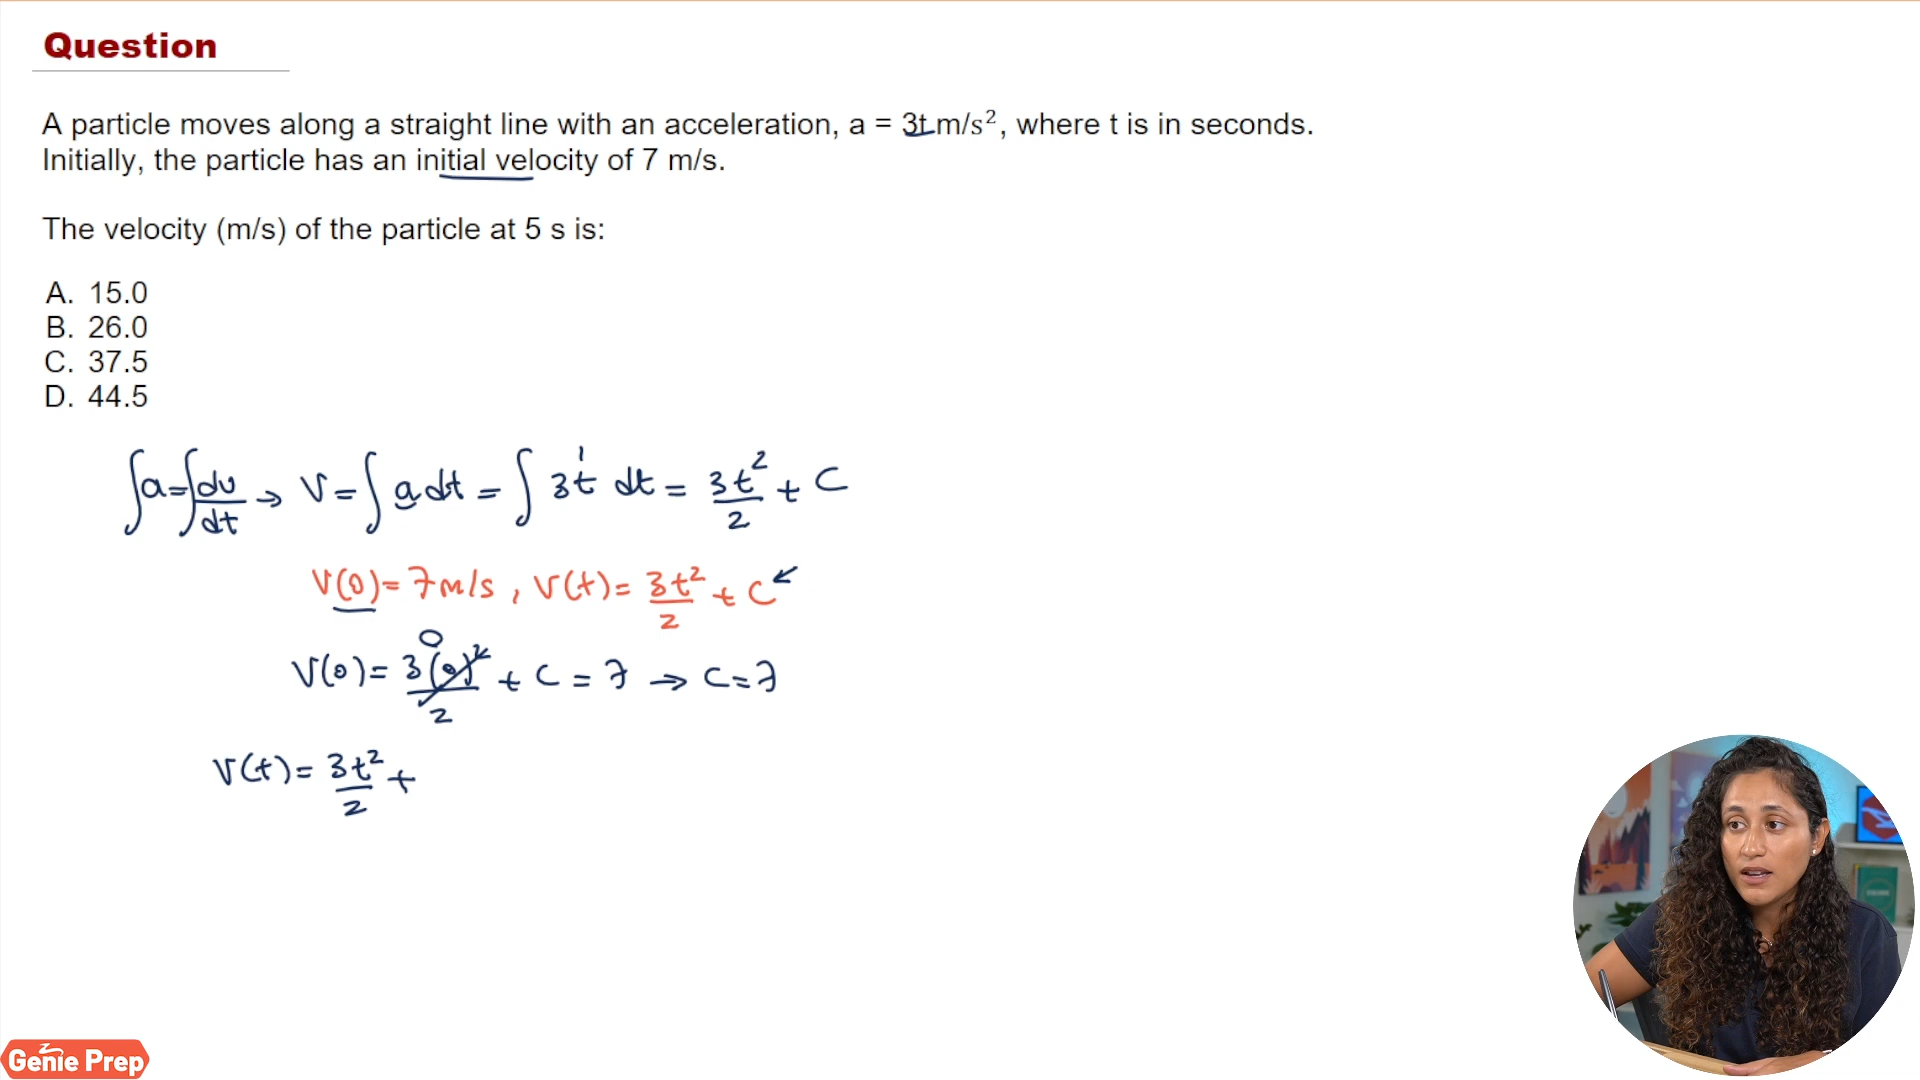 Question
A particle moves along a straight line with an acceleration, a = 3t m/s², where t is in seconds.
Initially, the particle has an initial velocity of 7 m/s.
The velocity (m/s) of the particle at 5 s is:
A. 15.0
B. 26.0
C. 37.5
D. 44.5
∫a=∫dv/dt → V=∫a dt = ∫3t¹ dt = 3t²/2 + C
V(0)=7m/s, V(t)=3t²/2 + C
0
V(0)=3(0)²/2 + C = 7 → C=7
V(t)=3t²/2 +
Genie Prep